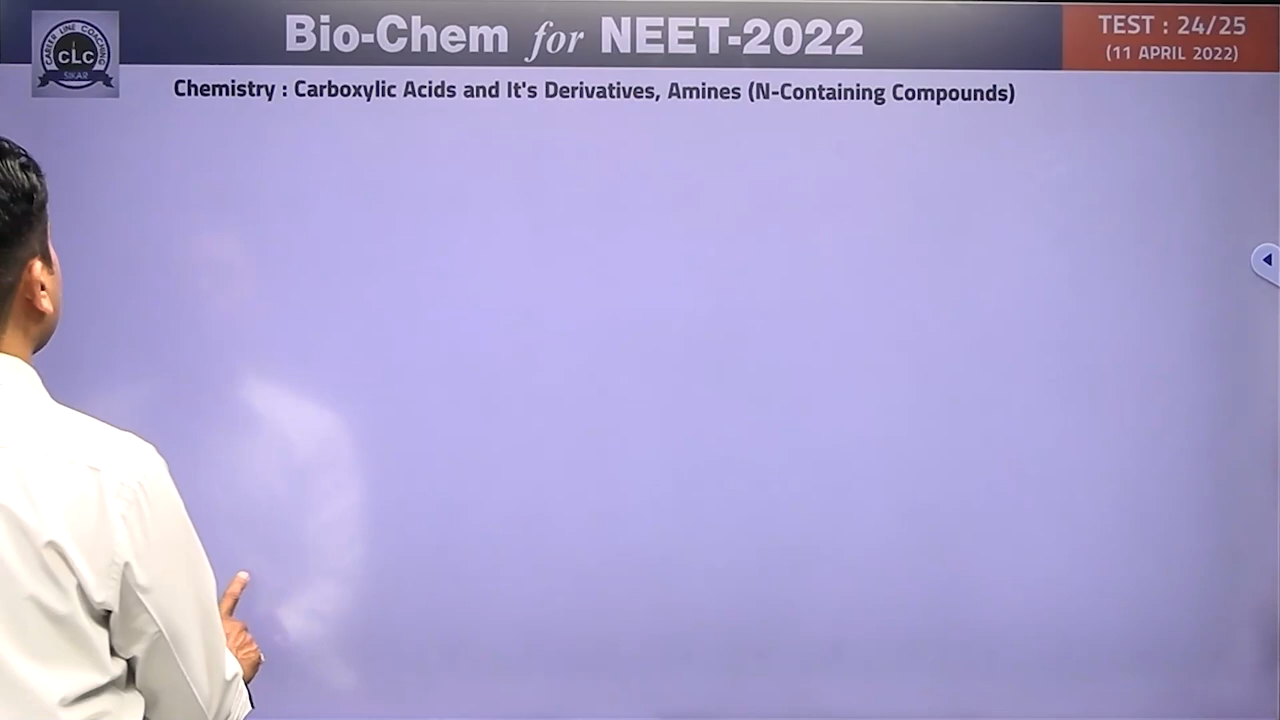 Bio-Chem for NEET-2022
TEST : 24/25
(11 APRIL 2022)
CAREER LINE COACHING
CLC
SIKAR
Chemistry : Carboxylic Acids and It's Derivatives, Amines (N-Containing Compounds)